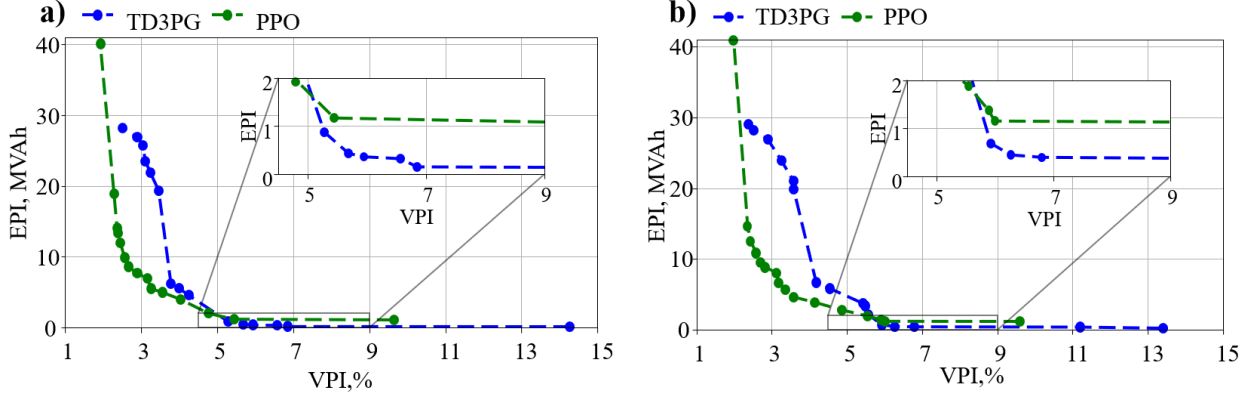 a) TD3PG PPO
EPI, MVAh
40
30
20
10
0
1 3 5 7 9 11 13 15
VPI,%
EPI
2
1
0
5 7 9
VPI
b) TD3PG PPO
EPI, MVAh
40
30
20
10
0
1 3 5 7 9 11 13 15
VPI,%
EPI
2
1
0
5 7 9
VPI